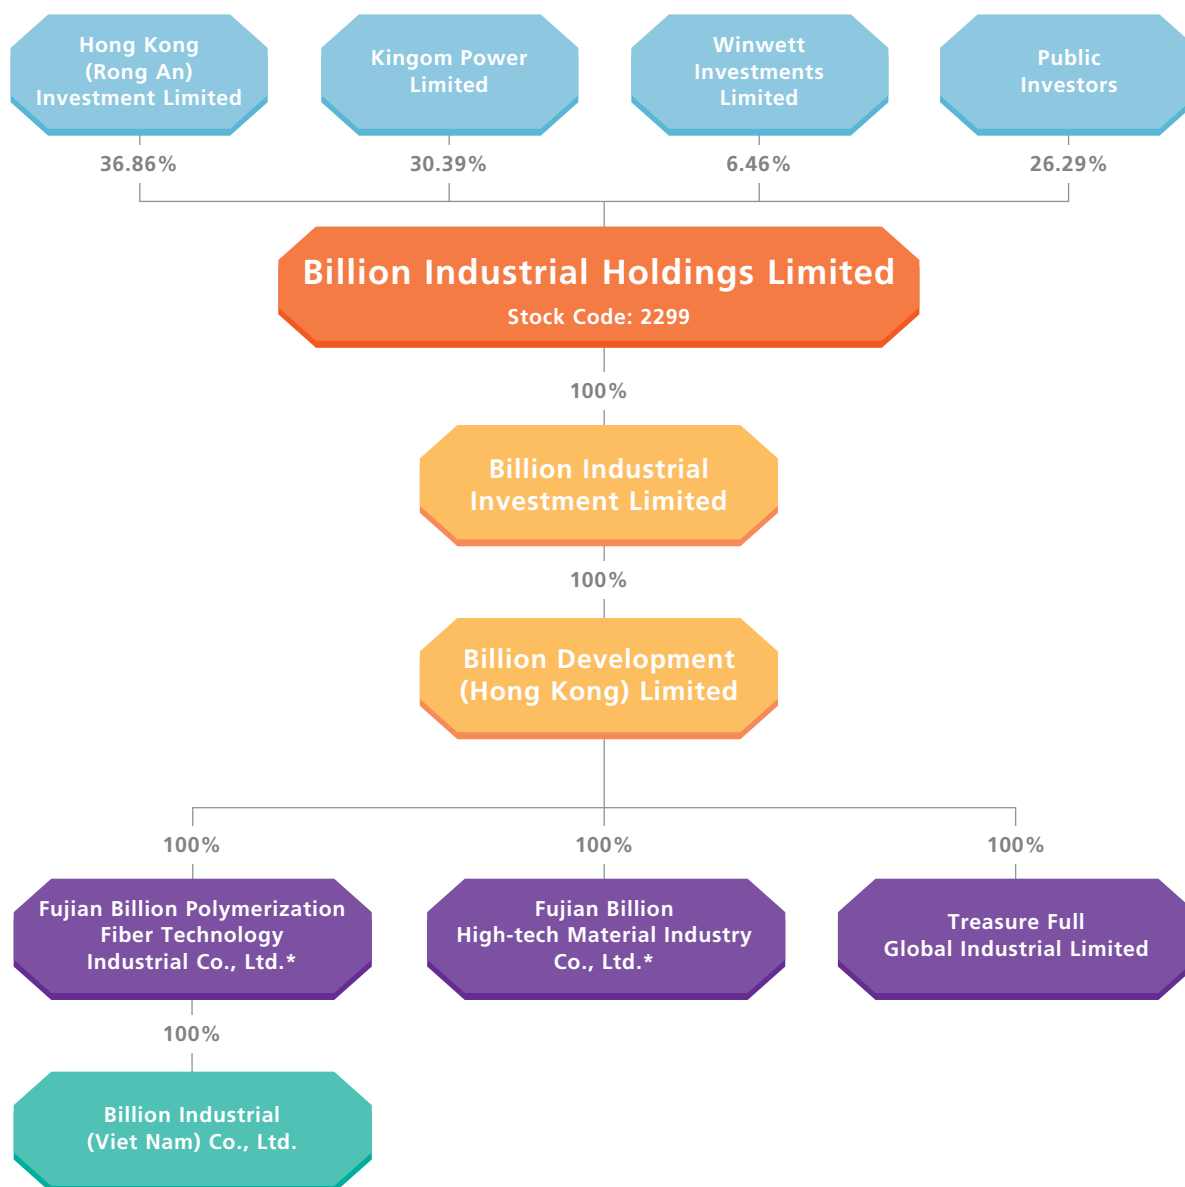 Hong Kong
(Rong An)
Investment Limited
Kingom Power
Limited
Winwett
Investments
Limited
Public
Investors
36.86%
30.39%
6.46%
26.29%
Billion Industrial Holdings Limited
Stock Code: 2299
100%
Billion Industrial
Investment Limited
100%
Billion Development
(Hong Kong) Limited
100%
100%
100%
Fujian Billion Polymerization
Fiber Technology
Industrial Co., Ltd.*
Fujian Billion
High-tech Material Industry
Co., Ltd.*
Treasure Full
Global Industrial Limited
100%
Billion Industrial
(Viet Nam) Co., Ltd.